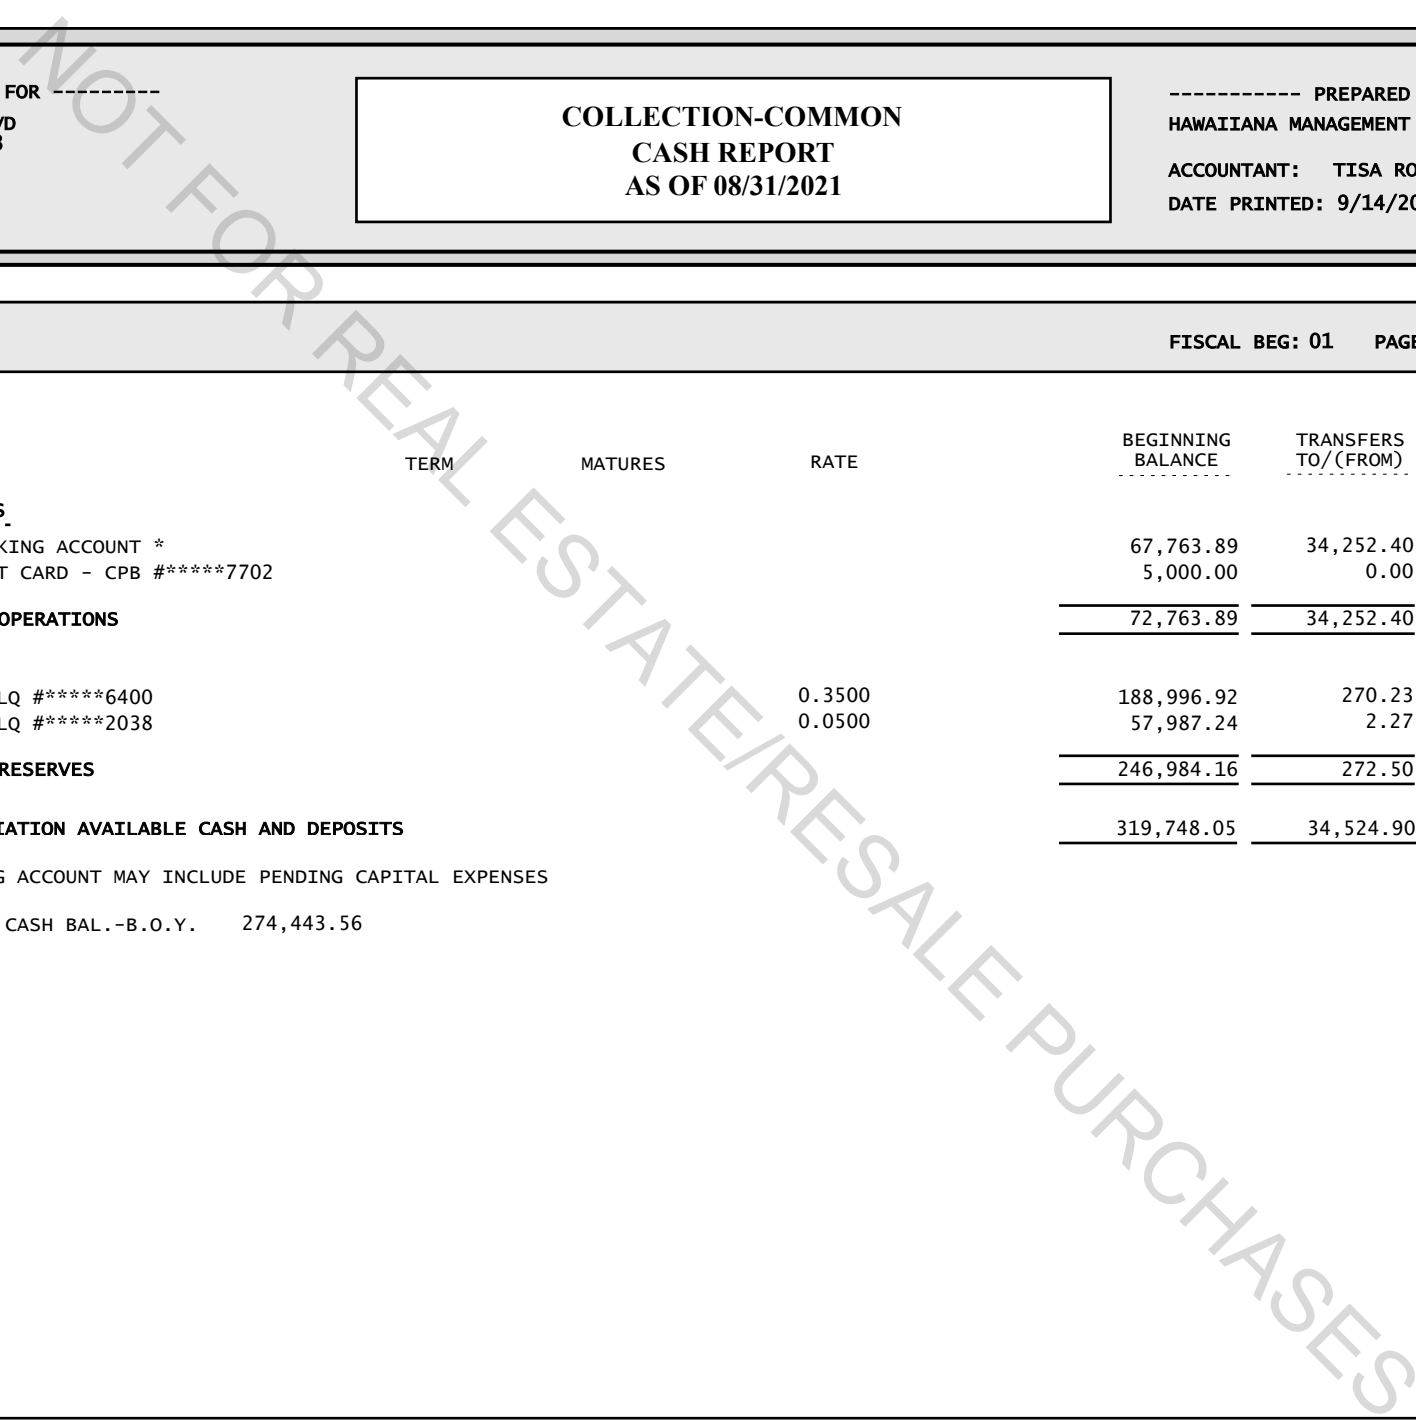 FOR ---------
COLLECTION-COMMON
CASH REPORT
AS OF 08/31/2021
----------- PREPARED
HAWAIIANA MANAGEMENT
ACCOUNTANT: TISA RO
DATE PRINTED: 9/14/20
FISCAL BEG: 01 PAGE
TERM MATURES RATE BEGINNING BALANCE TRANSFERS TO/(FROM)
KING ACCOUNT * 67,763.89 34,252.40
T CARD - CPB #*****7702 5,000.00 0.00
OPERATIONS 72,763.89 34,252.40
LQ #*****6400 0.3500 188,996.92 270.23
LQ #*****2038 0.0500 57,987.24 2.27
RESERVES 246,984.16 272.50
IATION AVAILABLE CASH AND DEPOSITS 319,748.05 34,524.90
G ACCOUNT MAY INCLUDE PENDING CAPITAL EXPENSES
CASH BAL.-B.O.Y. 274,443.56
NOT FOR REAL ESTATE/RESALE PURCHASES